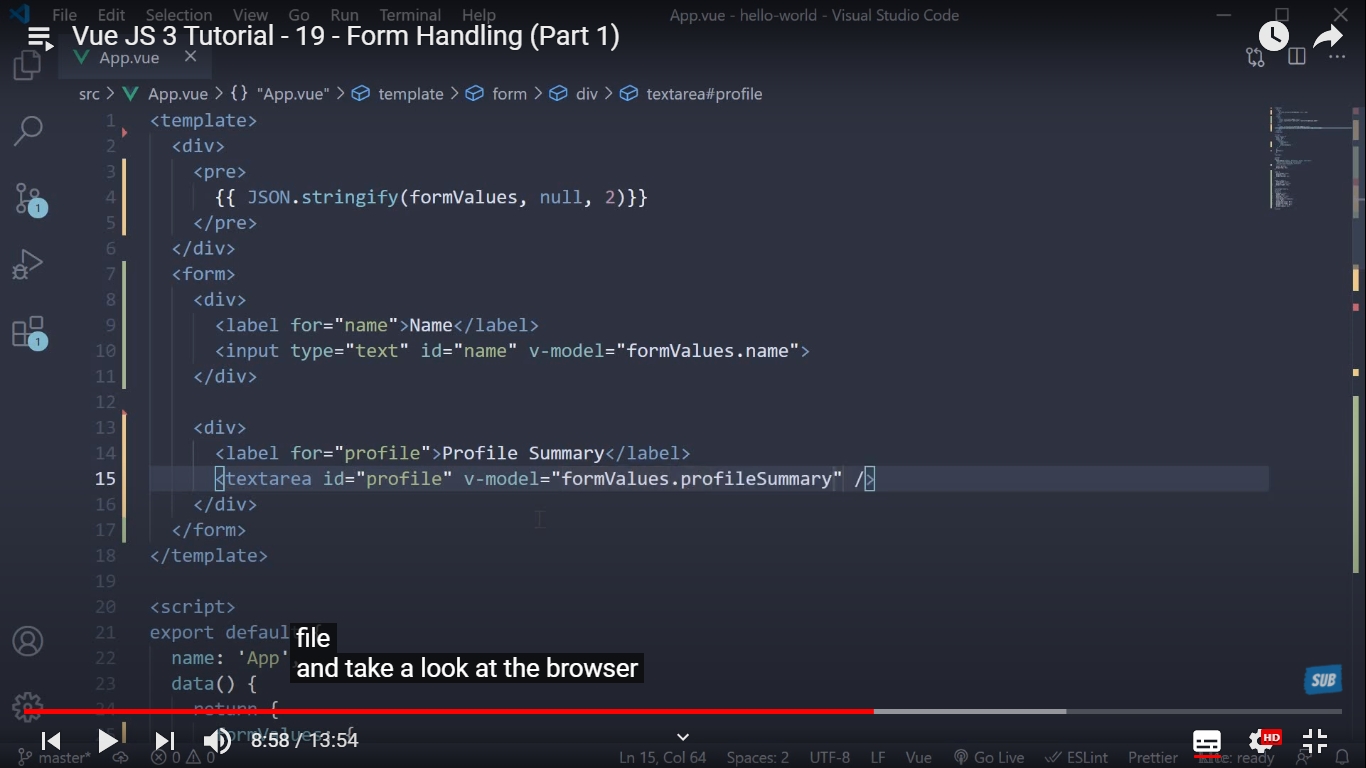 File Edit Selection View Go Run Terminal Help App.vue - hello-world - Visual Studio Code
Vue JS 3 Tutorial - 19 - Form Handling (Part 1)
App.vue
src > App.vue > {} "App.vue" > template > form > div > textarea#profile
1 <template>
2 <div>
3 <pre>
4 {{ JSON.stringify(formValues, null, 2)}}
5 </pre>
6 </div>
7 <form>
8 <div>
9 <label for="name">Name</label>
10 <input type="text" id="name" v-model="formValues.name">
11 </div>
12
13 <div>
14 <label for="profile">Profile Summary</label>
15 <textarea id="profile" v-model="formValues.profileSummary" />
16 </div>
17 </form>
18 </template>
19
20 <script>
21 export defaul
file
22 name: 'App'
and take a look at the browser
23 data() {
24 return {
formValues: {
1
1
SUB
8:58 / 13:54
HD
master* 0 0 Ln 15, Col 64 Spaces: 2 UTF-8 LF Vue Go Live ESLint Prettier ready